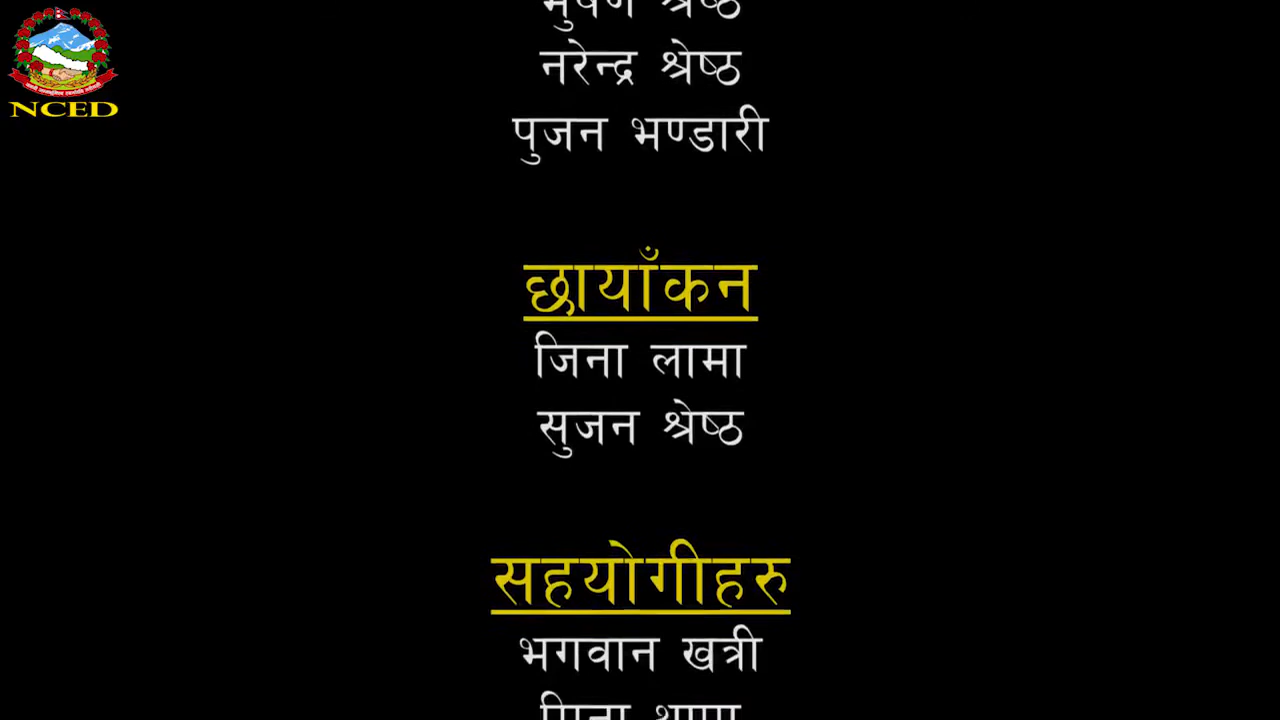 NCED
श्रेष्ठ
नरेन्द्र श्रेष्ठ
पुजन भण्डारी
छायाँकन
जिना लामा
सुजन श्रेष्ठ
सहयोगीहरु
भगवान खत्री